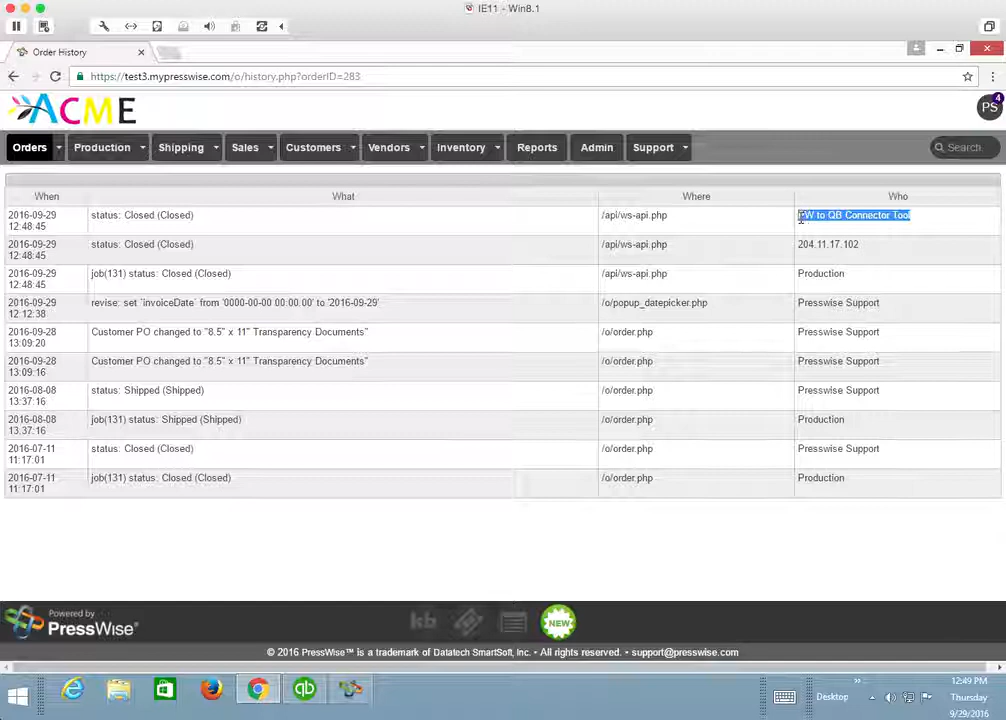 IE11 - Win8.1
Order History
https://test3.mypresswise.com/o/history.php?orderID=283
ACME
PS
4
Orders Production Shipping Sales Customers Vendors Inventory Reports Admin Support Search
When What Where Who
2016-09-29 12:48:45 status: Closed (Closed) /api/ws-api.php PW to QB Connector Tool
2016-09-29 12:48:45 status: Closed (Closed) /api/ws-api.php 204.11.17.102
2016-09-29 12:48:45 job(131) status: Closed (Closed) /api/ws-api.php Production
2016-09-29 12:12:38 revise: set `invoiceDate` from '0000-00-00 00:00.00' to '2016-09-29' /o/popup_datepicker.php Presswise Support
2016-09-28 13:09:20 Customer PO changed to "8.5" x 11" Transparency Documents" /o/order.php Presswise Support
2016-09-28 13:09:16 Customer PO changed to "8.5" x 11" Transparency Documents" /o/order.php Presswise Support
2016-08-08 13:37:16 status: Shipped (Shipped) /o/order.php Presswise Support
2016-08-08 13.37:16 job(131) status: Shipped (Shipped) /o/order.php Production
2016-07-11 11:17:01 status: Closed (Closed) /o/order.php Presswise Support
2016-07-11 11:17:01 job(131) status: Closed (Closed) /o/order.php Production
Powered by
PressWise®
kb
NEW
© 2016 PressWise™ is a trademark of Datatech SmartSoft, Inc. • All rights reserved. • support@presswise.com
qb
Desktop
12:49 PM
Thursday
9/29/2016